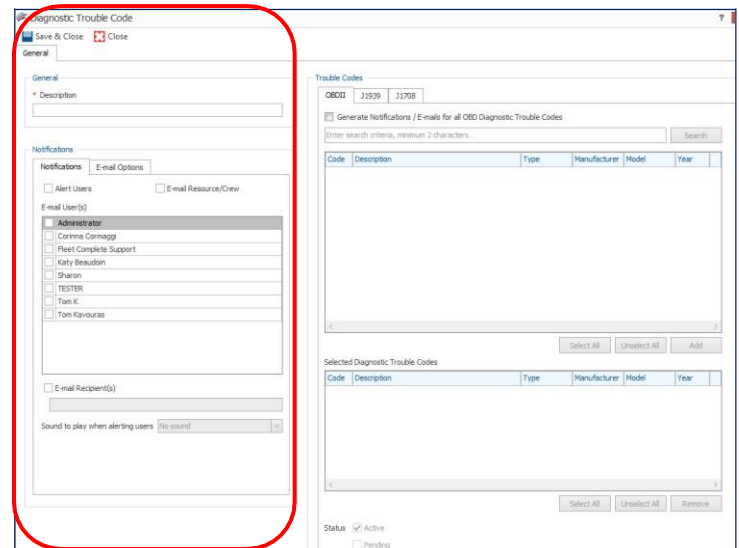 Diagnostic Trouble Code ?
Save & Close Close
General
General
* Description
Notifications
Notifications E-mail Options
Alert Users E-mail Resource/Crew
E-mail User(s)
Administrator
Corinna Cormaggi
Fleet Complete Support
Katy Beaudoin
Sharon
TESTER
Tom K
Tom Kavouras
E-mail Recipient(s)
Sound to play when alerting users No sound
Trouble Codes
OBDII J1939 J1708
Generate Notifications / E-mails for all OBD Diagnostic Trouble Codes
Enter search criteria, minimum 2 characters... Search
Code Description Type Manufacturer Model Year
Select All Unselect All Add
Selected Diagnostic Trouble Codes
Code Description Type Manufacturer Model Year
Select All Unselect All Remove
Status Active
Pending